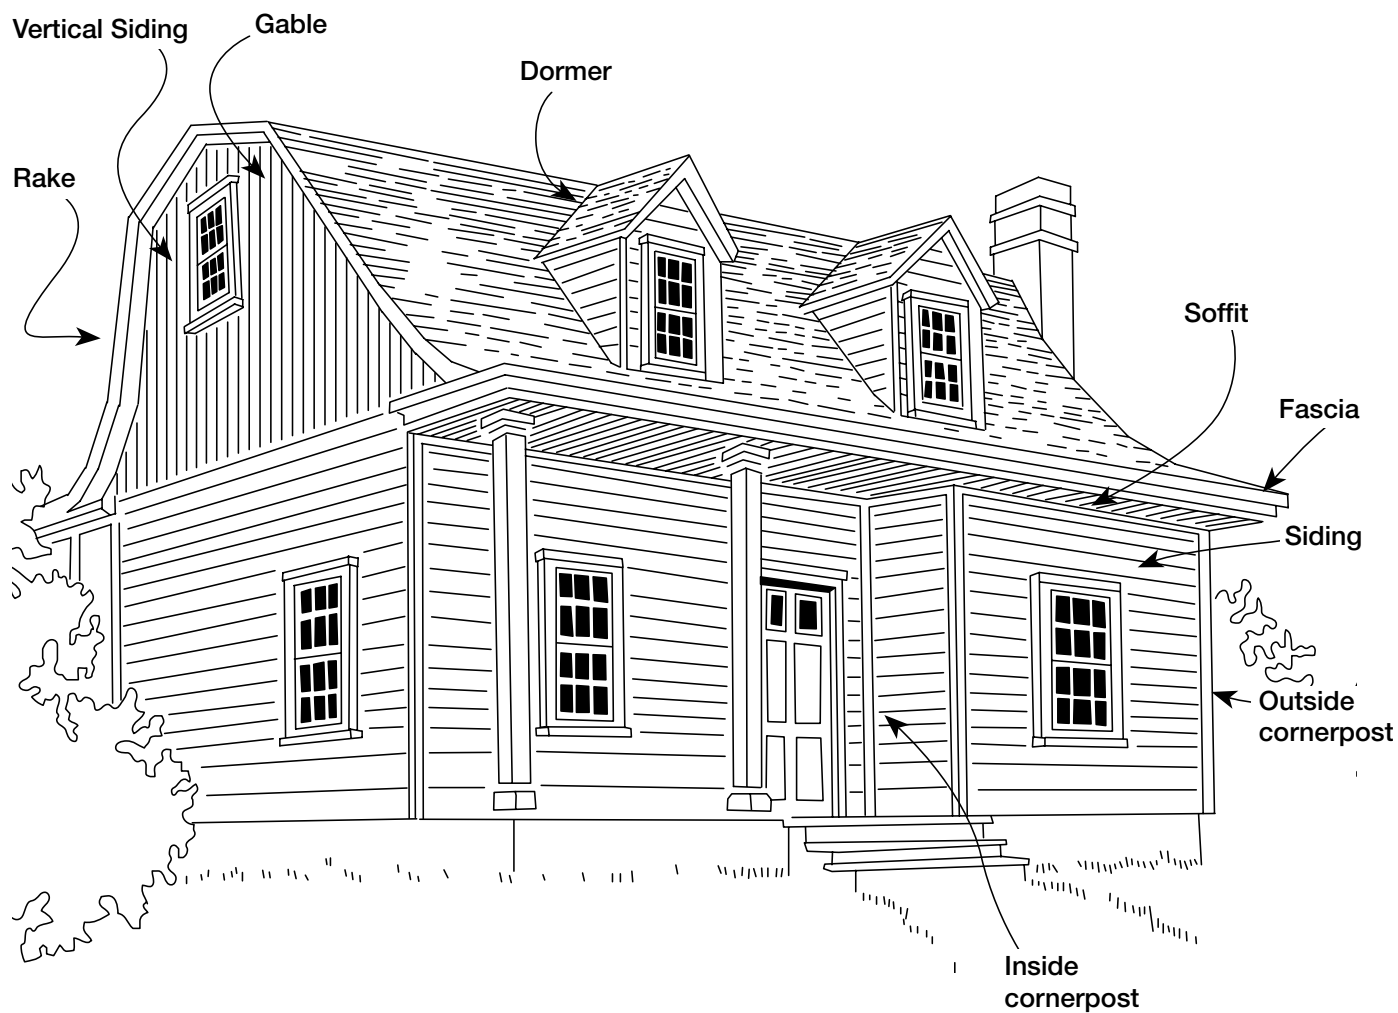 Vertical Siding
Gable
Dormer
Rake
Soffit
Fascia
Siding
Outside
cornerpost
Inside
cornerpost